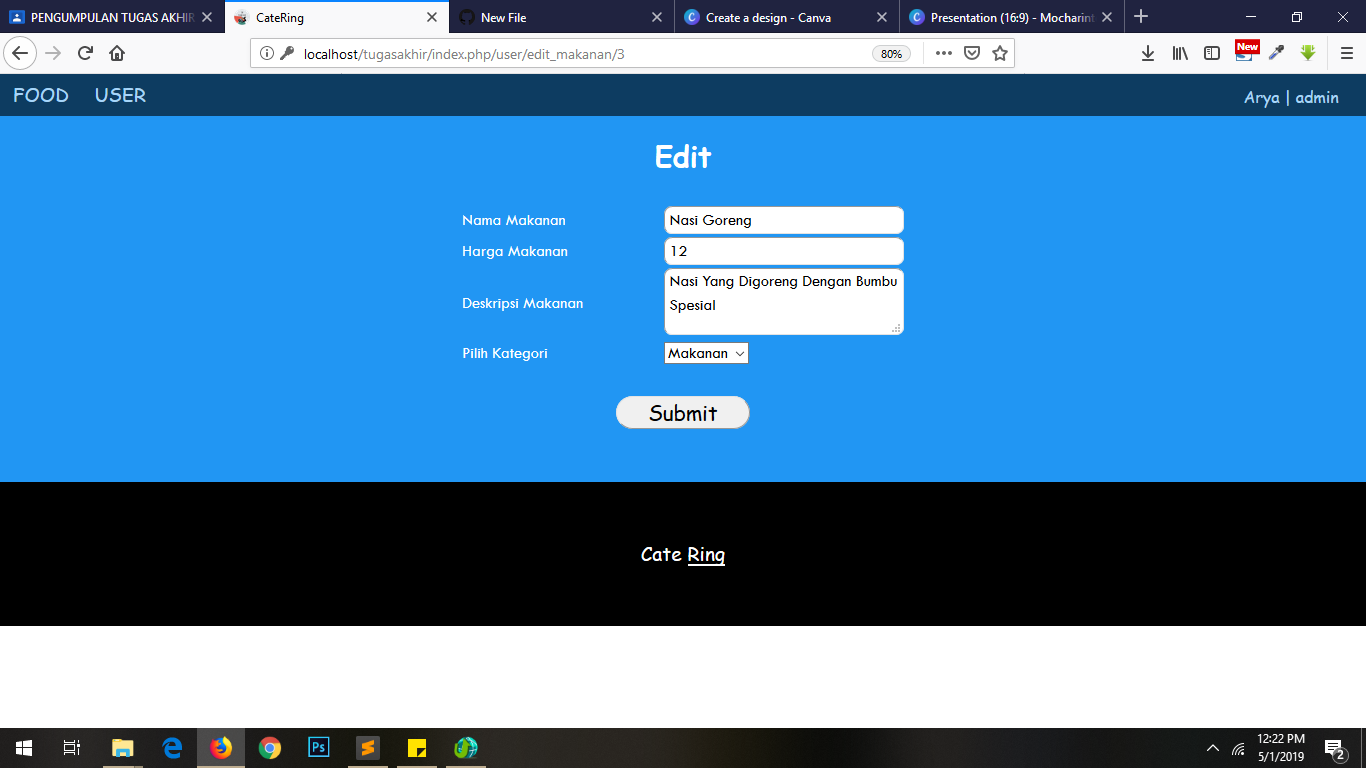 PENGUMPULAN TUGAS AKHIR
CateRing
New File
Create a design - Canva
Presentation (16:9) - Mocharint
localhost/tugasakhir/index.php/user/edit_makanan/3
80%
New
FOOD USER
Arya | admin
Edit
Nama Makanan
Nasi Goreng
Harga Makanan
12
Deskripsi Makanan
Nasi Yang Digoreng Dengan Bumbu
Spesial
Pilih Kategori
Makanan
Submit
Cate Ring
Ps
12:22 PM
5/1/2019
2